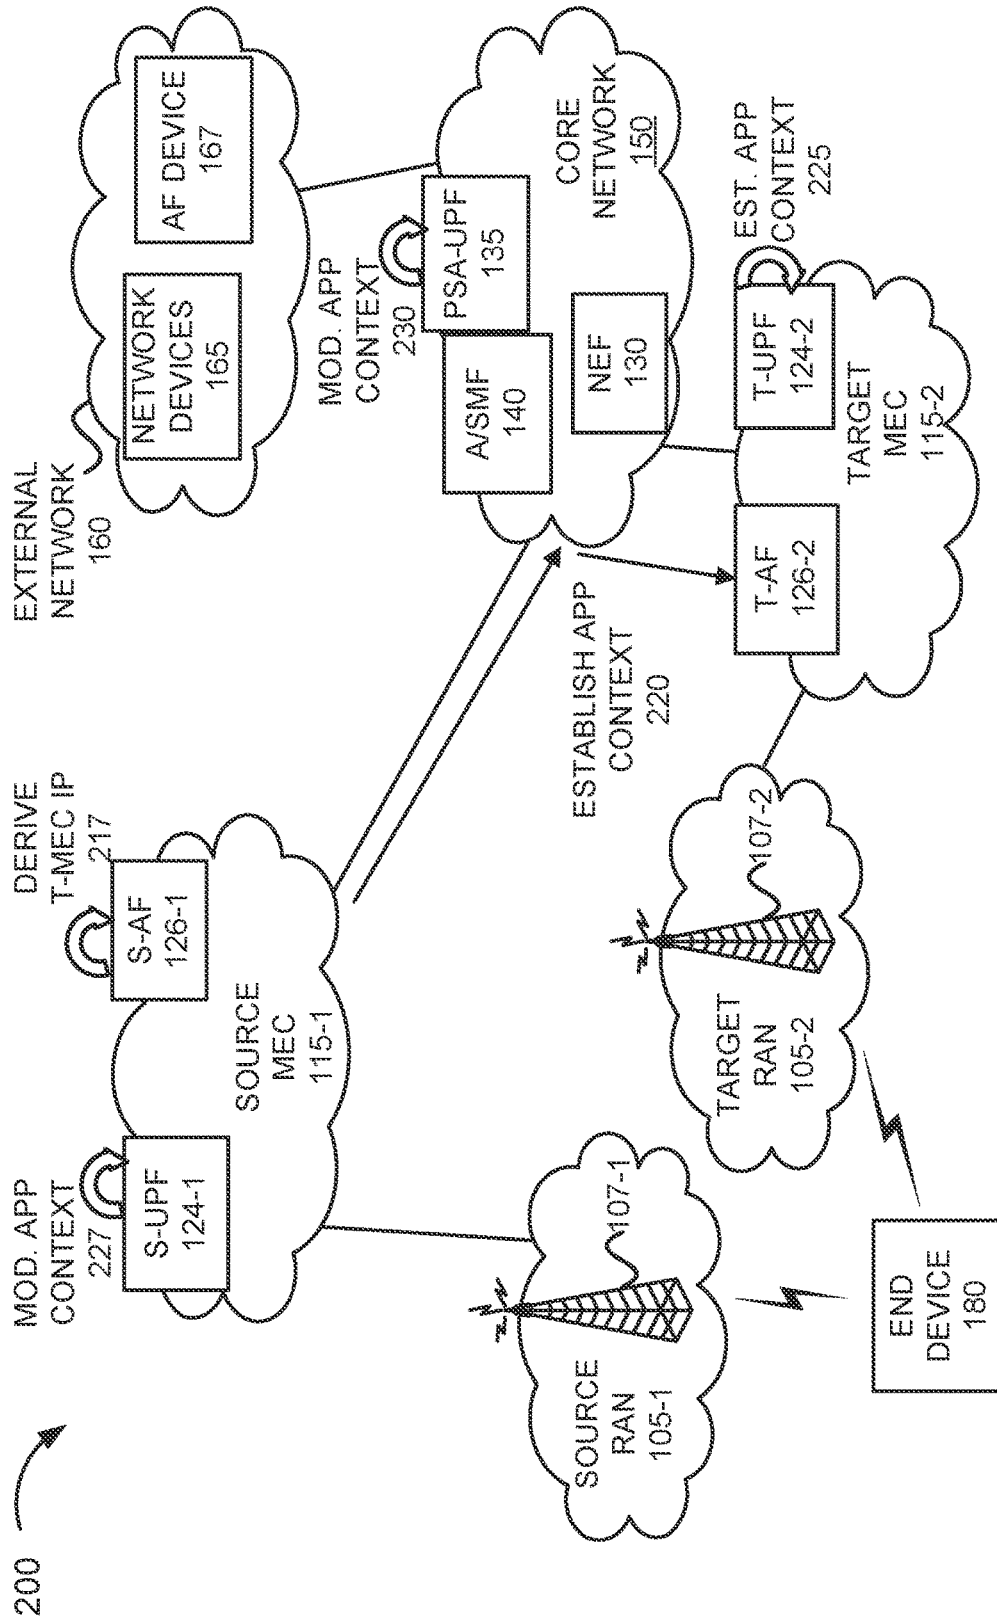 200
MOD. APP
CONTEXT
227
S-UPF
124-1
DERIVE
T-MEC IP
217
S-AF
126-1
SOURCE
MEC
115-1
EXTERNAL
NETWORK
160
NETWORK
DEVICES
165
AF DEVICE
167
MOD. APP
CONTEXT
230
PSA-UPF
135
A/SMF
140
NEF
130
CORE
NETWORK
150
ESTABLISH APP
CONTEXT
220
EST. APP
CONTEXT
225
T-UPF
124-2
T-AF
126-2
TARGET
MEC
115-2
SOURCE
RAN
105-1
107-1
TARGET
RAN
105-2
107-2
END
DEVICE
180